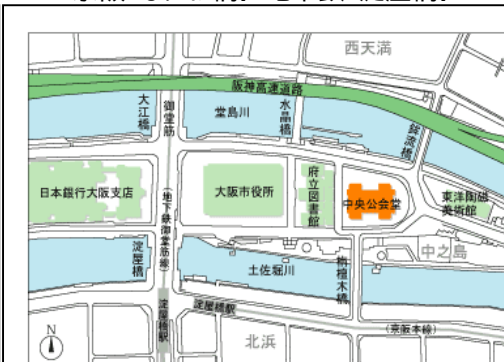 西天満
阪神高速道路
大江橋
御堂筋
堂島川
水晶橋
鉾流橋
日本銀行大阪支店
(地下鉄御堂筋線)
大阪市役所
府立図書館
中央公会堂
東洋陶磁
美術館
淀屋橋
土佐堀川
栴檀木橋
中之島
淀屋橋駅
淀屋橋駅
(京阪本線)
北浜
N